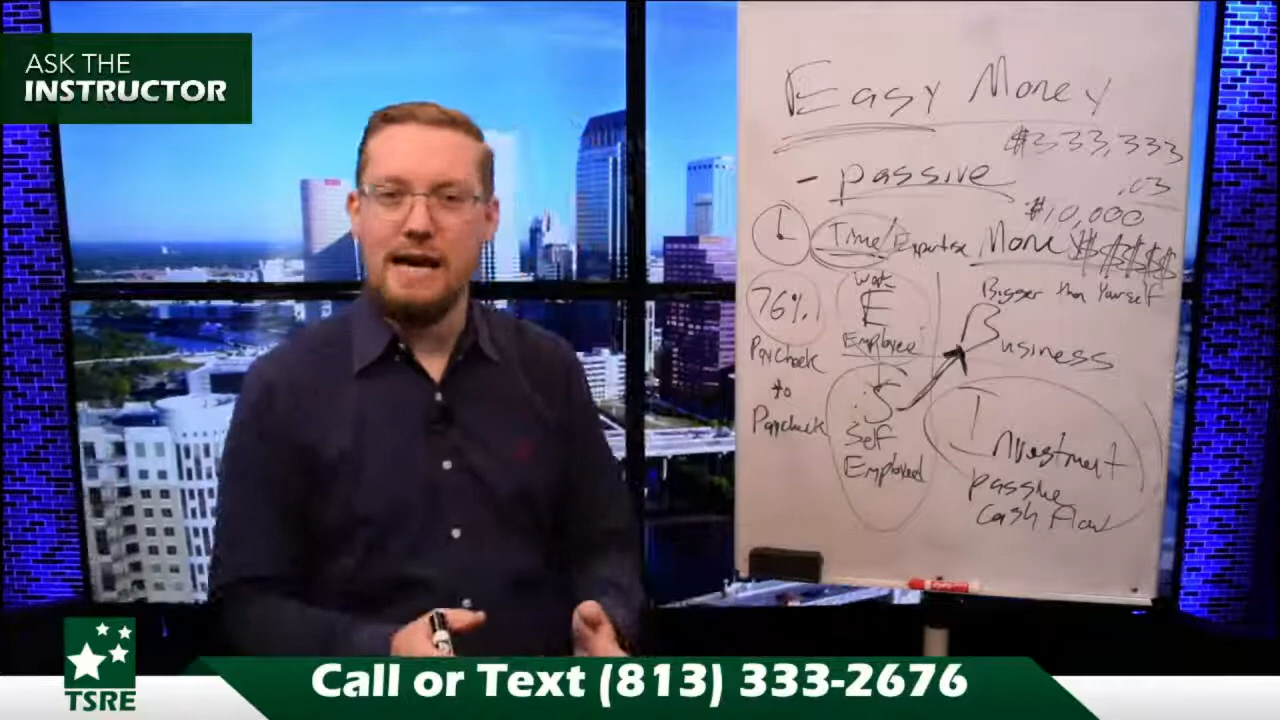 ASK THE
INSTRUCTOR
Easy Money
$333,333
.03
$10,000
- passive
Time/Expertise Money $$$$$
76%
Paycheck
to
Paycheck
Work
E
Employee
S
Self
Employed
Bigger than Yourself
Business
Investment
passive
Cash Flow
TSRE
Call or Text (813) 333-2676